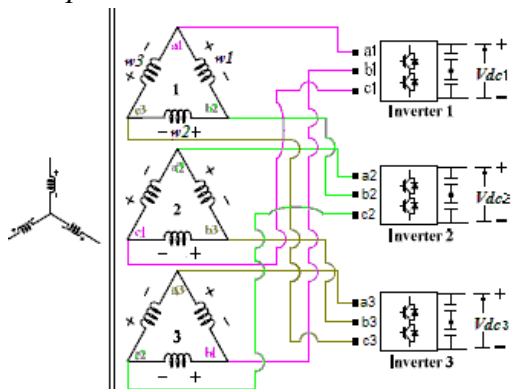 a1
w3
w1
1
c3
b2
− w2 +
a1
b1
c1
Inverter 1
Vdc1
a2
2
c1
b3
− +
a2
b2
c2
Inverter 2
Vdc2
a3
3
c2
b1
− +
a3
b3
c3
Inverter 3
Vdc3